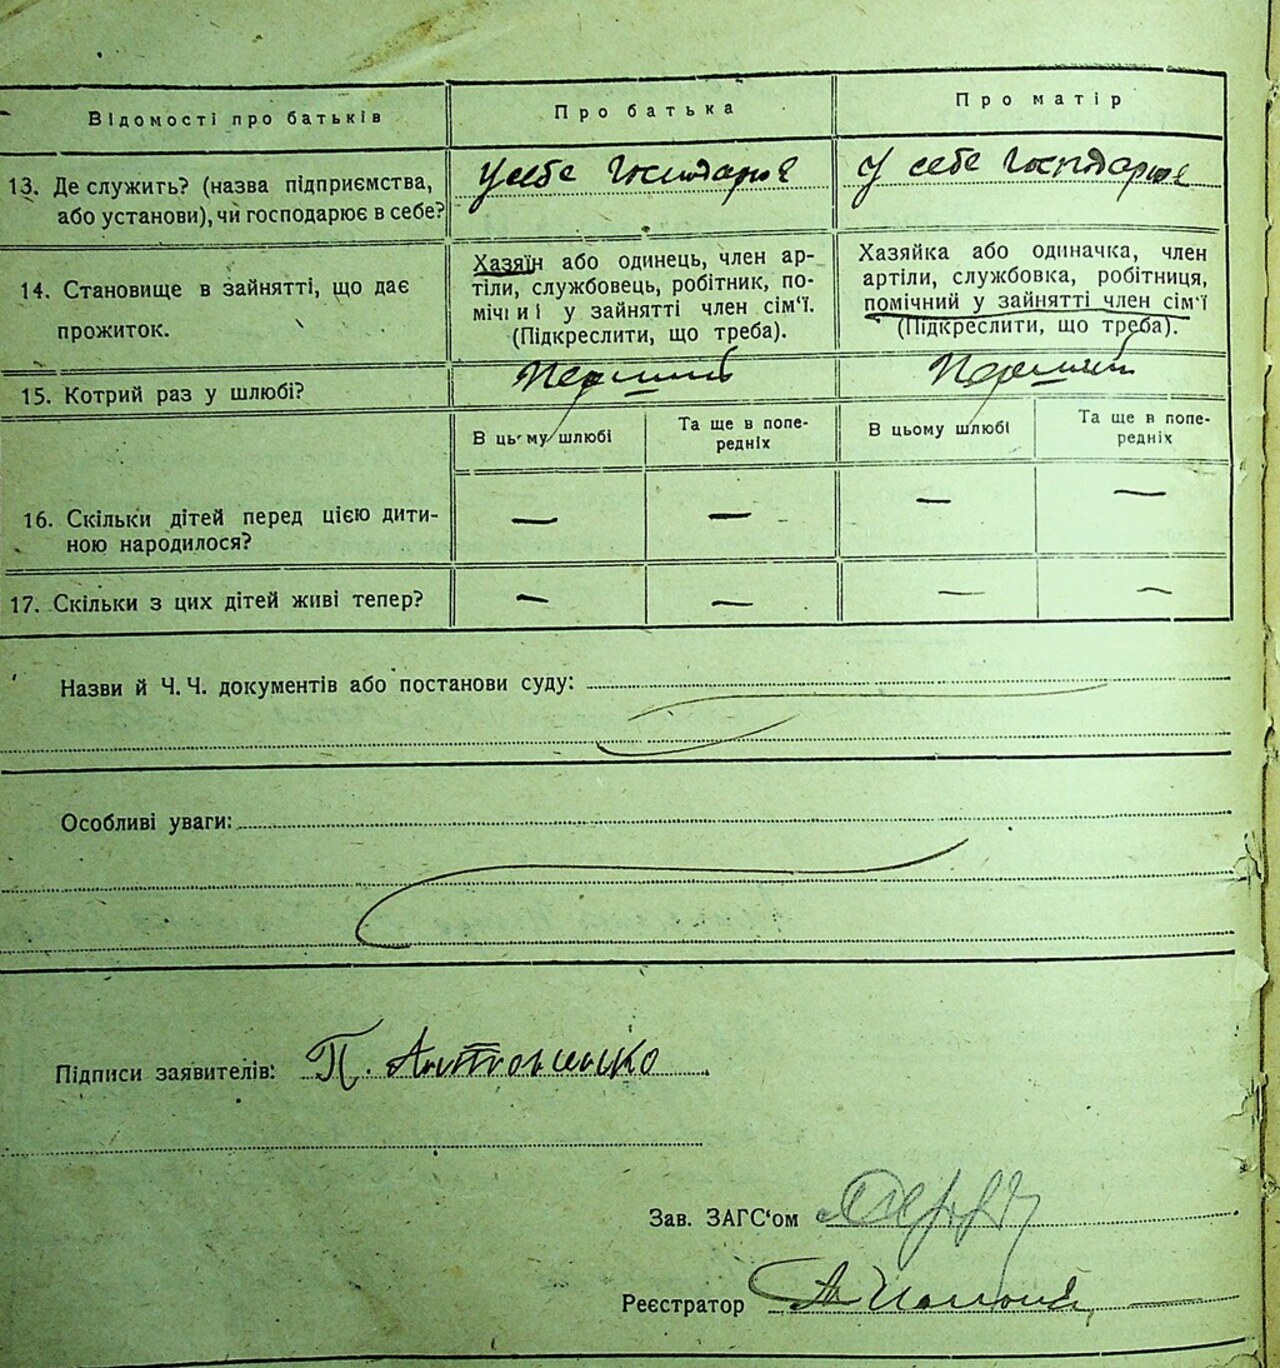 Відомості про батьків
Про батька
Про матір
13. Де служить? (назва підприємства,
або установи), чи господарює в себе?
У себе Господарює
У себе Господарює
14. Становище в зайнятті, що дає
прожиток.
Хазяїн або одинець, член ар-
тіли, службовець, робітник, по-
мічний у зайнятті член сім'ї.
(Підкреслити, що треба).
Хазяйка або одиначка, член
артіли, службовка, робітниця,
помічний у зайнятті член сім'ї
(Підкреслити, що треба).
15. Котрий раз у шлюбі?
Перший
Перший
В цьому шлюбі
Та ще в попе-
редніх
В цьому шлюбі
Та ще в попе-
редніх
16. Скільки дітей перед цією дити-
ною народилося?
— — — —
17. Скільки з цих дітей живі тепер?
— — — —
Назви й Ч. Ч. документів або постанови суду:
Особливі уваги:
Підписи заявителів: П. Антоненко
Зав. ЗАГС'ом
Реєстратор